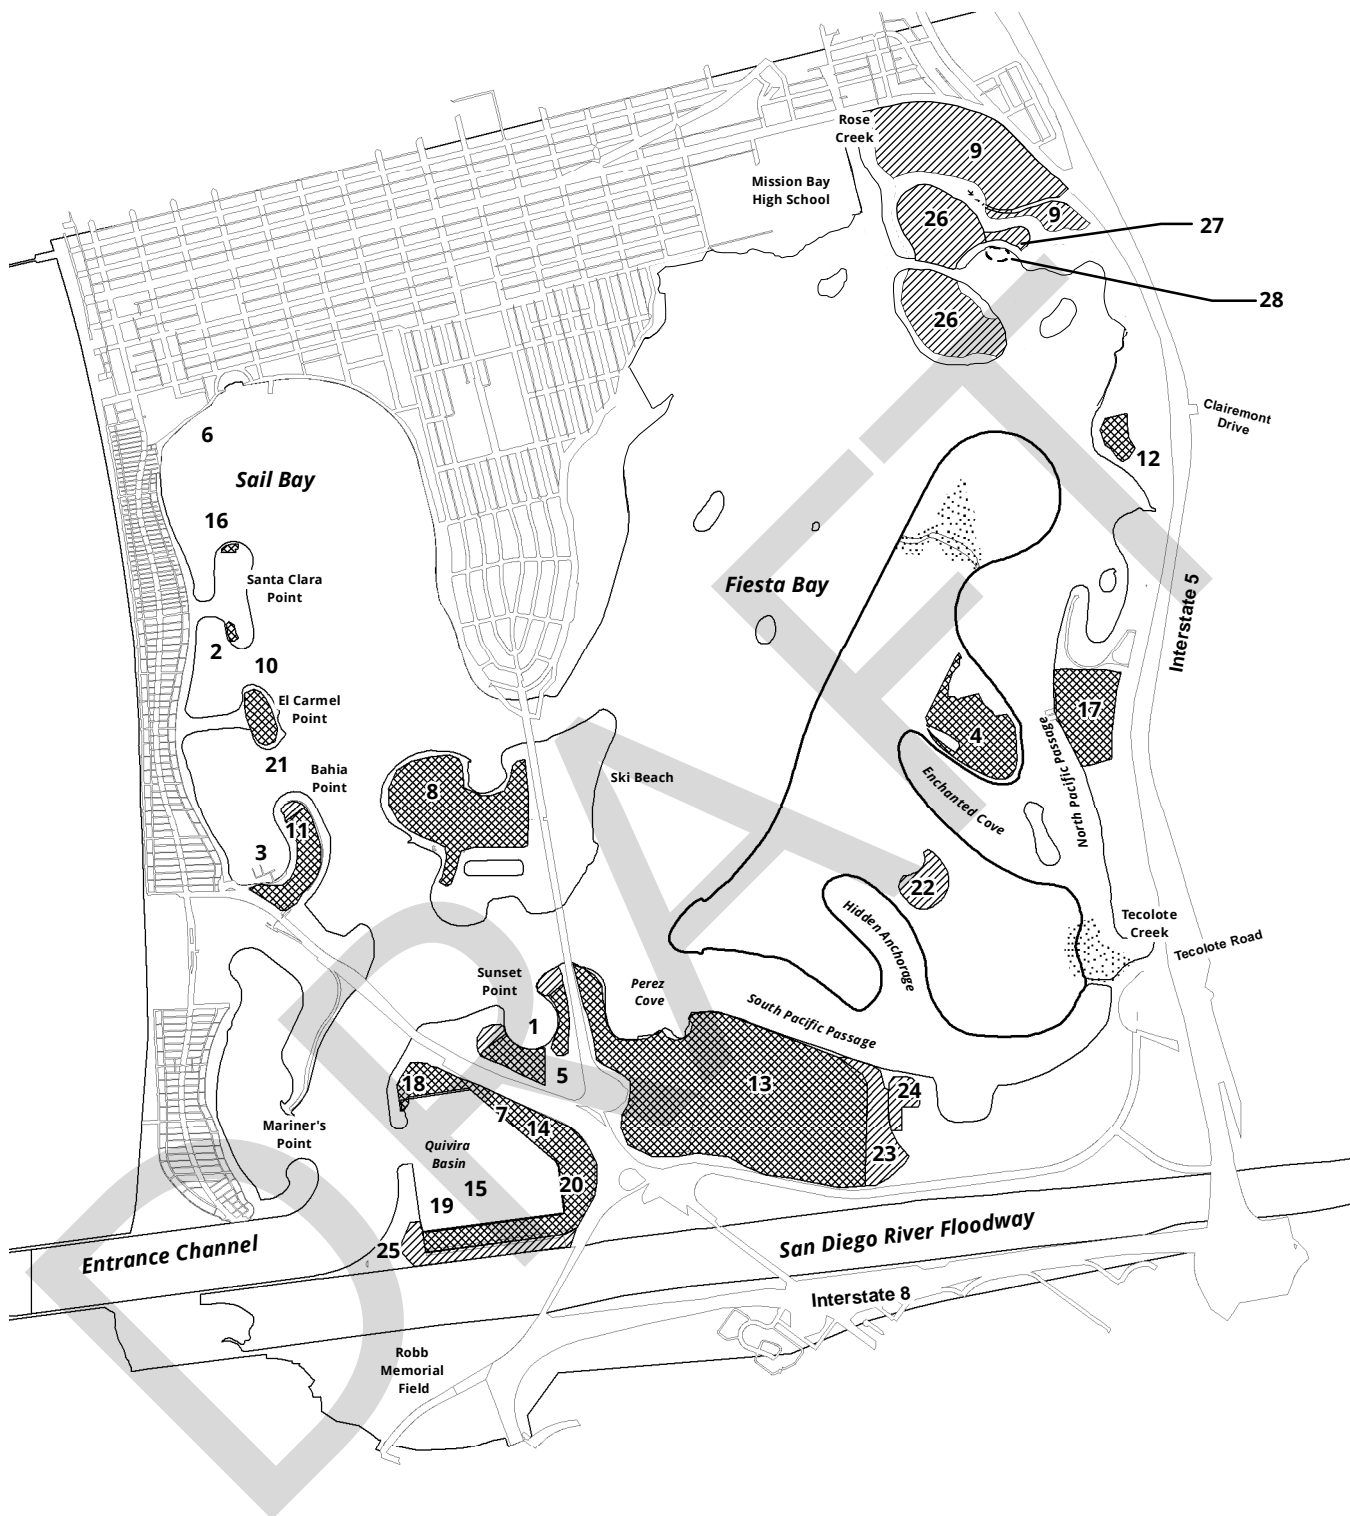 Rose
Creek
9
Mission Bay
High School
26
9
27
28
26
Clairemont
Drive
6
12
Sail Bay
16
Santa Clara
Point
Fiesta Bay
Interstate 5
2
10
El Carmel
Point
17
4
North Pacific Passage
21
Bahia
Point
Ski Beach
8
Enchanted Cove
11
3
22
Hidden Anchorage
Tecolote
Creek
Tecolote Road
Sunset
Point
Perez
Cove
South Pacific Passage
1
5
13
18
24
7
14
Mariner's
Point
Quivira
Basin
23
15
20
19
25
Entrance Channel
San Diego River Floodway
Interstate 8
Robb
Memorial
Field
DRAFT